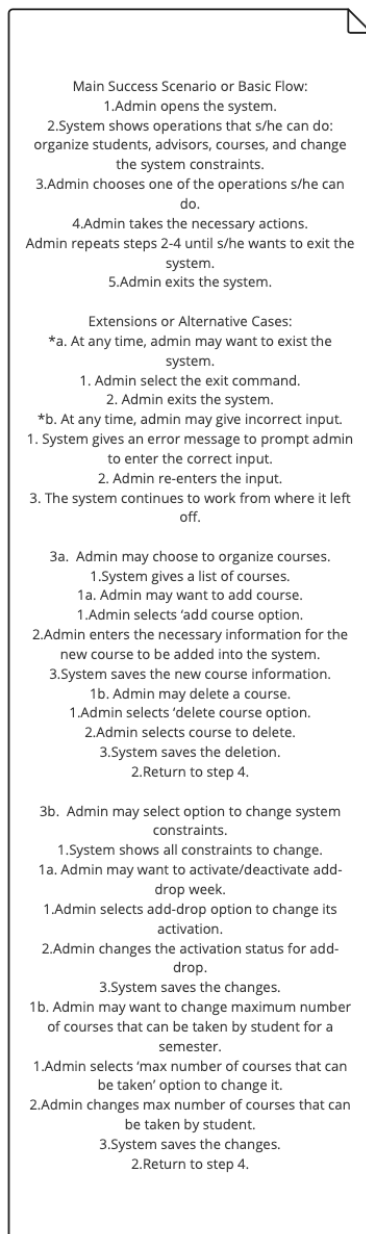 Main Success Scenario or Basic Flow:
1.Admin opens the system.
2.System shows operations that s/he can do:
organize students, advisors, courses, and change
the system constraints.
3.Admin chooses one of the operations s/he can
do.
4.Admin takes the necessary actions.
Admin repeats steps 2-4 until s/he wants to exit the
system.
5.Admin exits the system.
Extensions or Alternative Cases:
*a. At any time, admin may want to exist the
system.
1. Admin select the exit command.
2. Admin exits the system.
*b. At any time, admin may give incorrect input.
1. System gives an error message to prompt admin
to enter the correct input.
2. Admin re-enters the input.
3. The system continues to work from where it left
off.
3a. Admin may choose to organize courses.
1.System gives a list of courses.
1a. Admin may want to add course.
1.Admin selects ‘add course option.
2.Admin enters the necessary information for the
new course to be added into the system.
3.System saves the new course information.
1b. Admin may delete a course.
1.Admin selects ‘delete course option.
2.Admin selects course to delete.
3.System saves the deletion.
2.Return to step 4.
3b. Admin may select option to change system
constraints.
1.System shows all constraints to change.
1a. Admin may want to activate/deactivate add-
drop week.
1.Admin selects add-drop option to change its
activation.
2.Admin changes the activation status for add-
drop.
3.System saves the changes.
1b. Admin may want to change maximum number
of courses that can be taken by student for a
semester.
1.Admin selects ‘max number of courses that can
be taken’ option to change it.
2.Admin changes max number of courses that can
be taken by student.
3.System saves the changes.
2.Return to step 4.